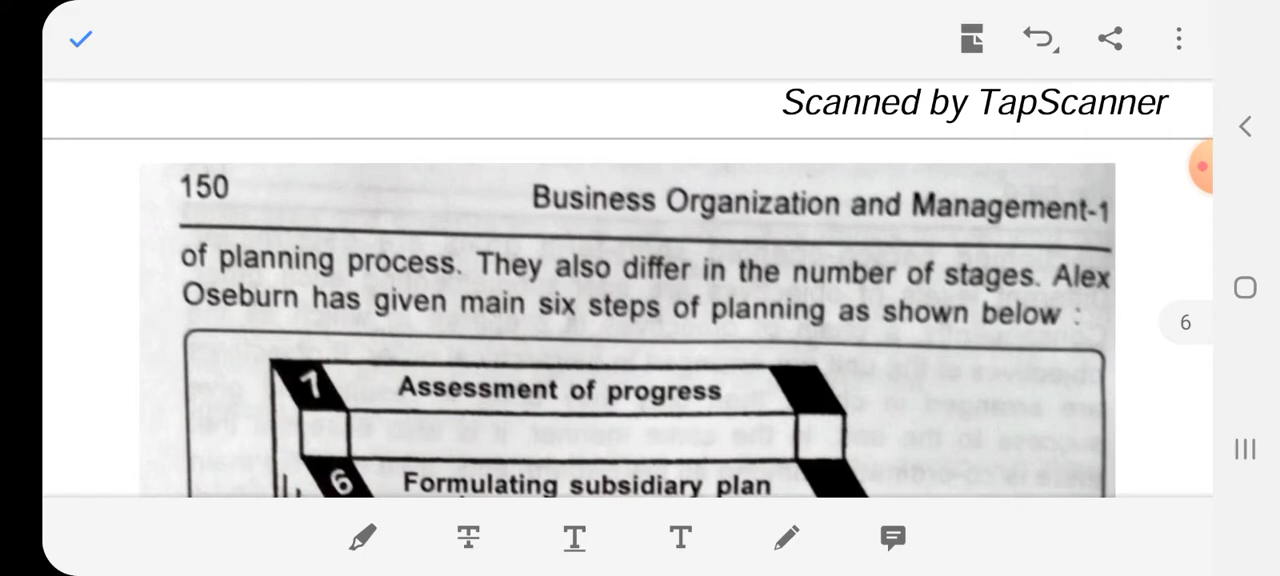 Scanned by TapScanner
150
Business Organization and Management-1
of planning process. They also differ in the number of stages. Alex
Oseburn has given main six steps of planning as shown below :
7 Assessment of progress
6 Formulating subsidiary plan
6